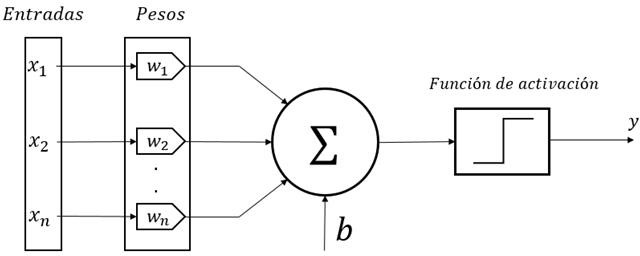 Entradas Pesos
x₁ w₁
Función de activación
x₂ w₂ Σ y
.
.
xₙ wₙ
b